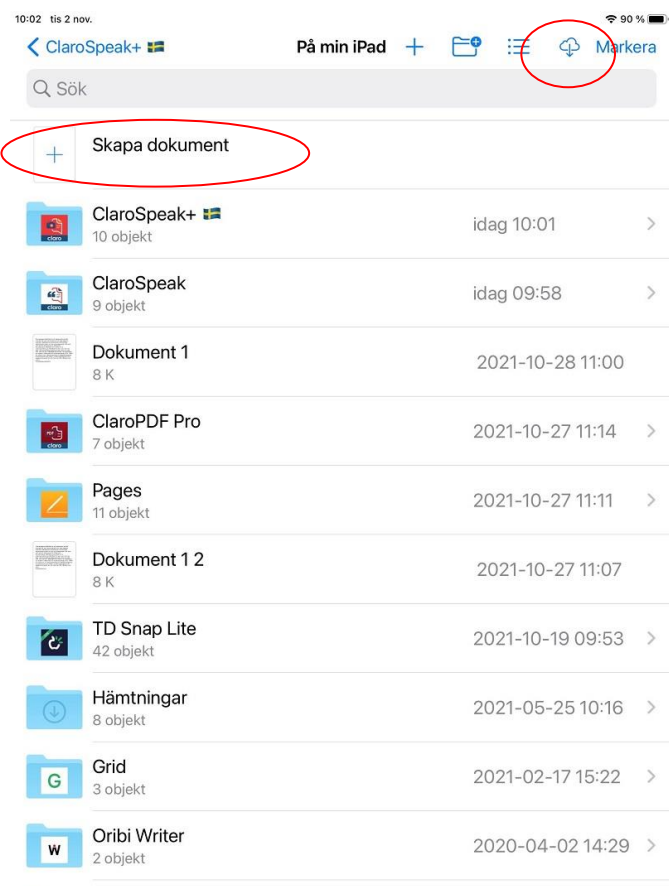 10:02 tis 2 nov.
90 %
ClaroSpeak+ 🇸🇪
På min iPad
Markera
Sök
Skapa dokument
ClaroSpeak+ 🇸🇪
idag 10:01
10 objekt
claro
ClaroSpeak
idag 09:58
9 objekt
claro
Dokument 1
2021-10-28 11:00
8 K
ClaroPDF Pro
2021-10-27 11:14
PDF
7 objekt
claro
Pages
2021-10-27 11:11
11 objekt
Dokument 1 2
2021-10-27 11:07
8 K
TD Snap Lite
2021-10-19 09:53
42 objekt
Hämtningar
2021-05-25 10:16
8 objekt
Grid
2021-02-17 15:22
G
3 objekt
Oribi Writer
2020-04-02 14:29
W
2 objekt